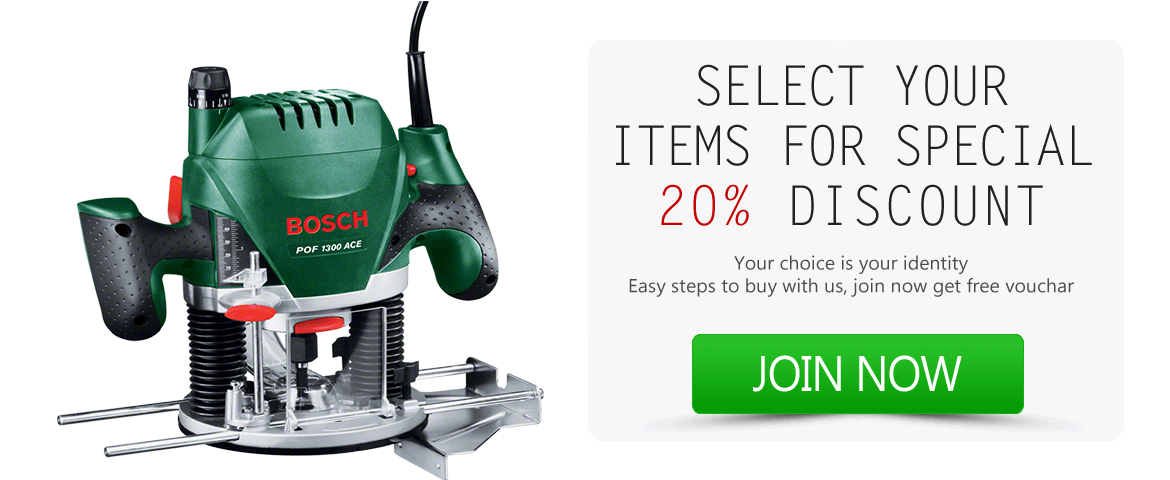 BOSCH
POF 1300 ACE
SELECT YOUR
ITEMS FOR SPECIAL
20% DISCOUNT
Your choice is your identity
Easy steps to buy with us, join now get free vouchar
JOIN NOW